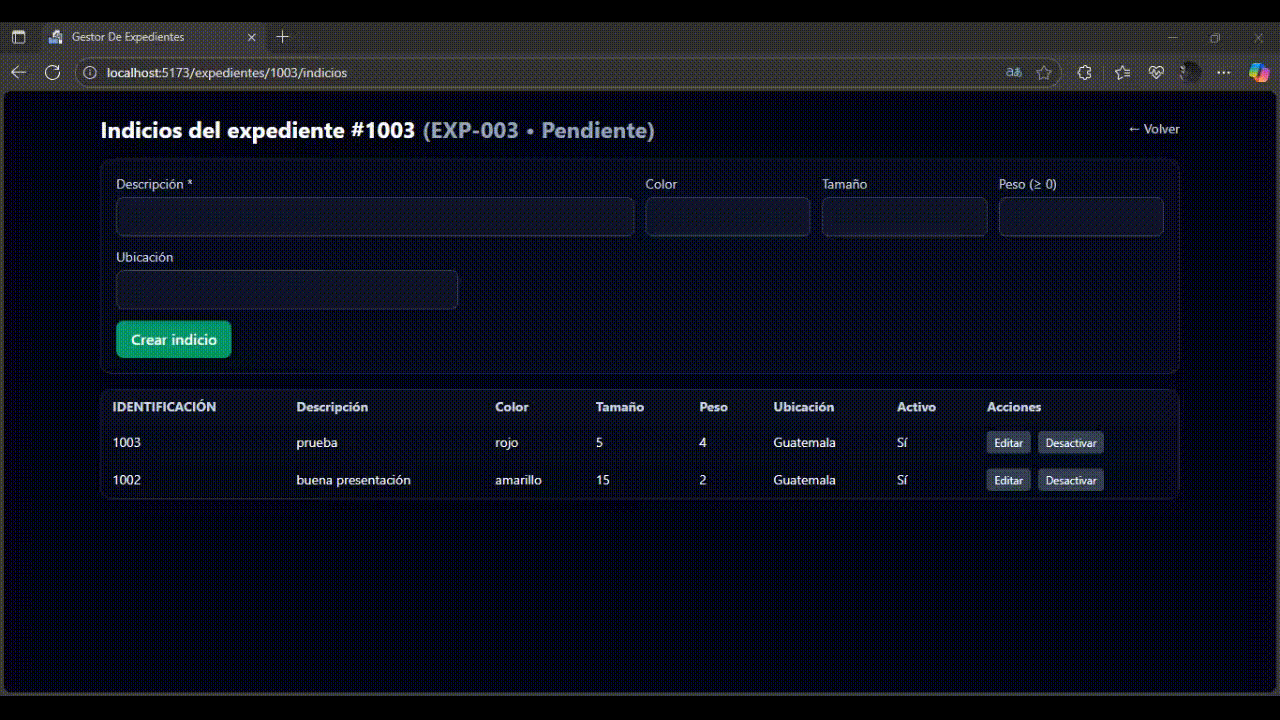 Gestor De Expedientes
localhost:5173/expedientes/1003/indicios
Indicios del expediente #1003 (EXP-003 • Pendiente)
← Volver
Descripción * Color Tamaño Peso (≥ 0)
Ubicación
Crear indicio
IDENTIFICACIÓN Descripción Color Tamaño Peso Ubicación Activo Acciones
1003 prueba rojo 5 4 Guatemala Sí Editar Desactivar
1002 buena presentación amarillo 15 2 Guatemala Sí Editar Desactivar